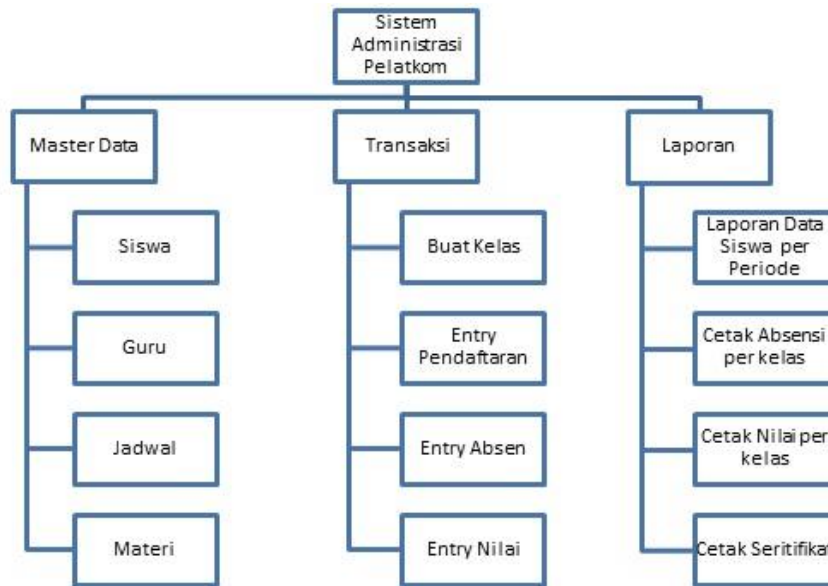 Sistem
Administrasi
Pelatkom
Master Data
Transaksi
Laporan
Siswa
Guru
Jadwal
Materi
Buat Kelas
Entry
Pendaftaran
Entry Absen
Entry Nilai
Laporan Data
Siswa per
Periode
Cetak Absensi
per kelas
Cetak Nilai per
kelas
Cetak Seritifikat